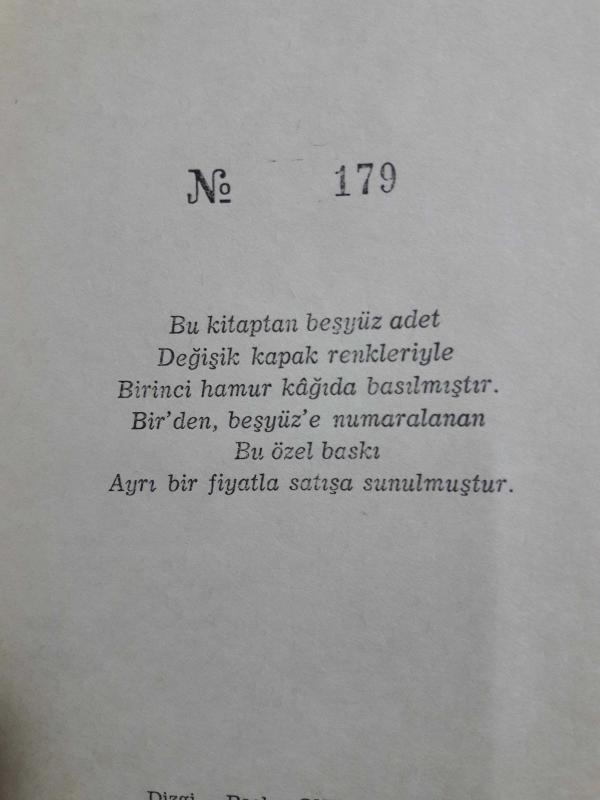 № 179
Bu kitaptan beşyüz adet
Değişik kapak renkleriyle
Birinci hamur kâğıda basılmıştır.
Bir'den, beşyüz'e numaralanan
Bu özel baskı
Ayrı bir fiyatla satışa sunulmuştur.
Dizgi